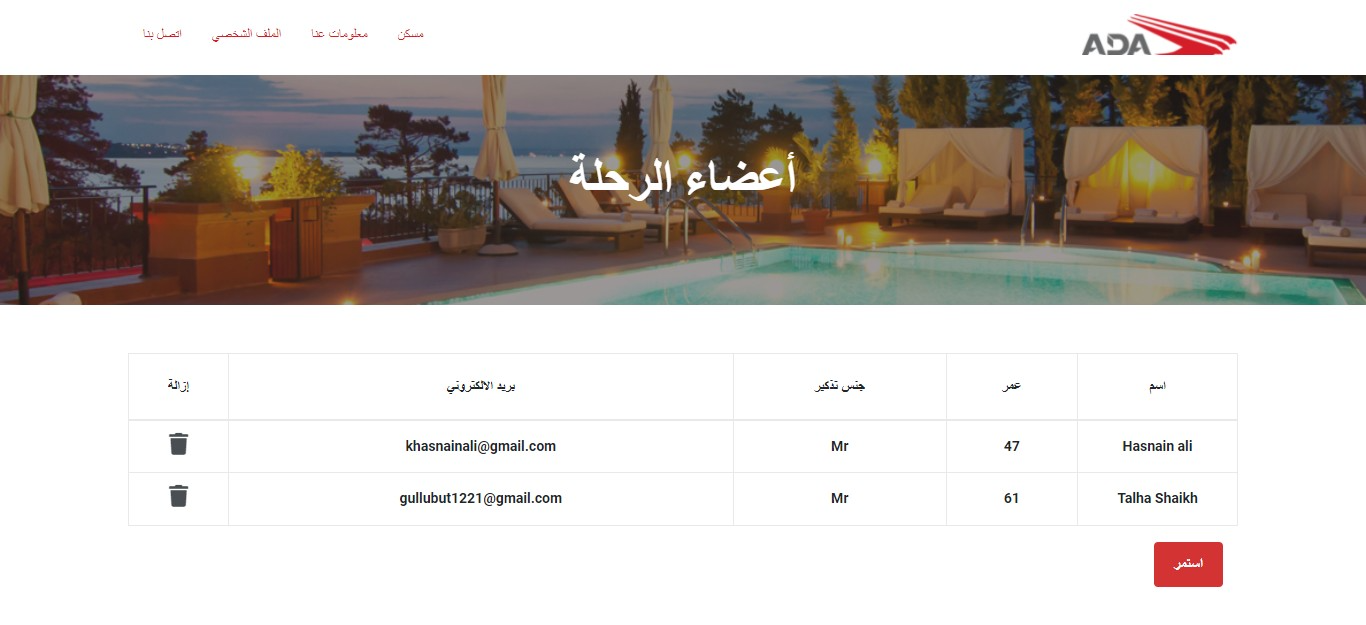 ADA
مسكن
معلومات عنا
الملف الشخصي
اتصل بنا
أعضاء الرحلة
اسم عمر جنس تذكير بريد الالكتروني إزالة
Hasnain ali 47 Mr khasnainali@gmail.com
Talha Shaikh 61 Mr gullubut1221@gmail.com
استمر